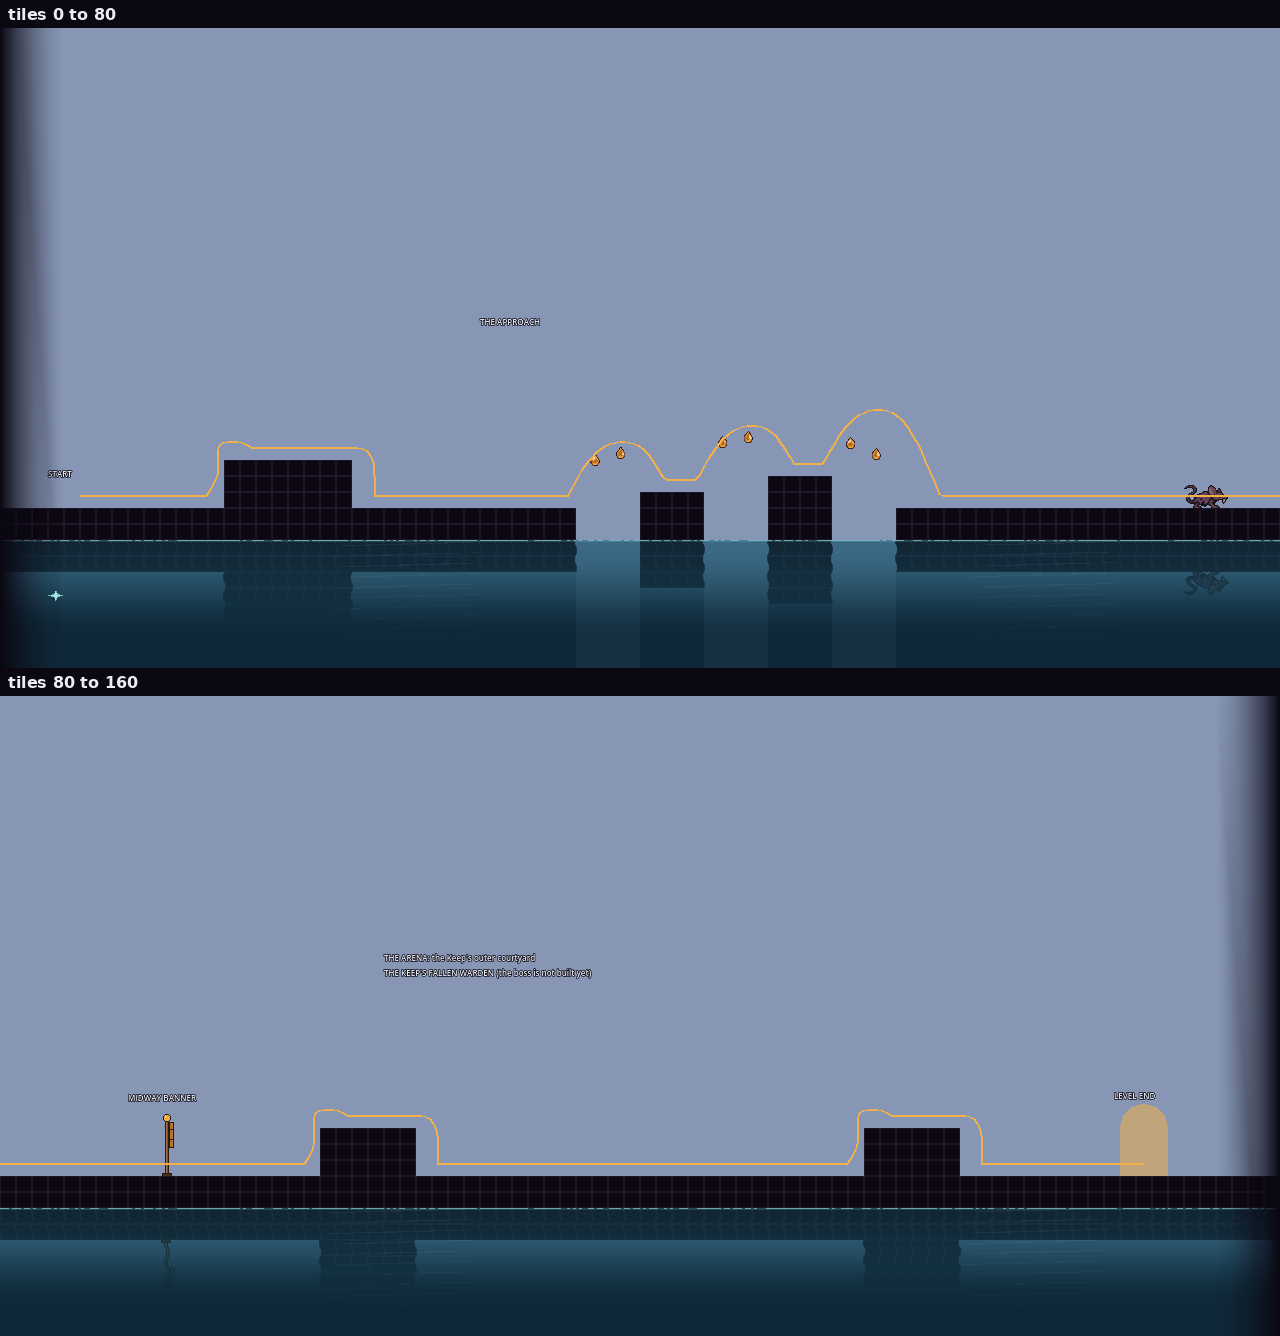 tiles 0 to 80
THE APPROACH
START
tiles 80 to 160
THE ARENA: the Keep's outer courtyard
THE KEEP'S FALLEN WARDEN (the boss is not built yet)
MIDWAY BANNER
LEVEL END